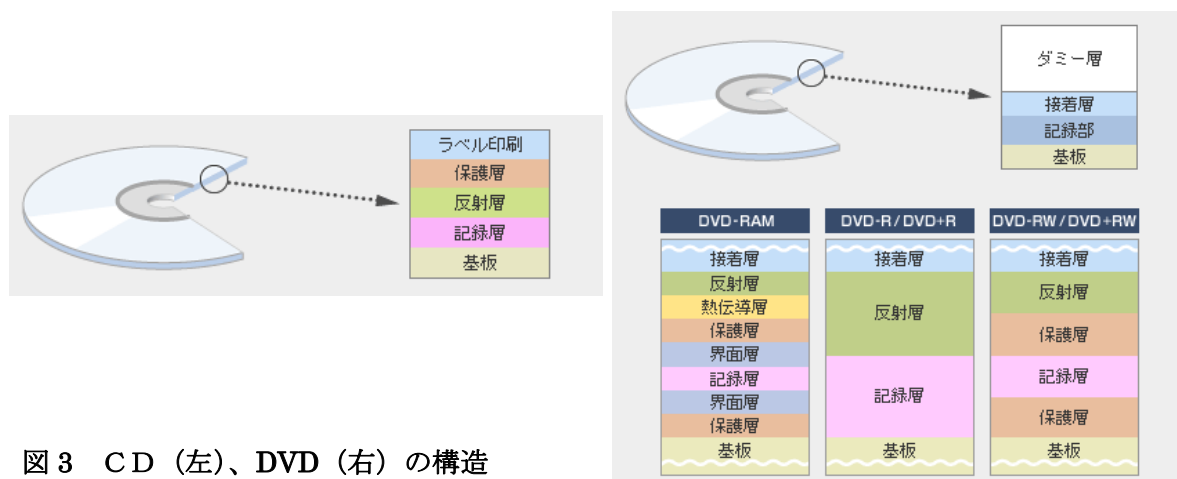 ラベル印刷
保護層
反射層
記録層
基板
図3 CD(左)、DVD(右)の構造
ダミー層
接着層
記録部
基板
DVD-RAM
接着層
反射層
熱伝導層
保護層
界面層
記録層
界面層
保護層
基板
DVD-R/DVD+R
接着層
反射層
記録層
基板
DVD-RW/DVD+RW
接着層
反射層
保護層
記録層
保護層
基板